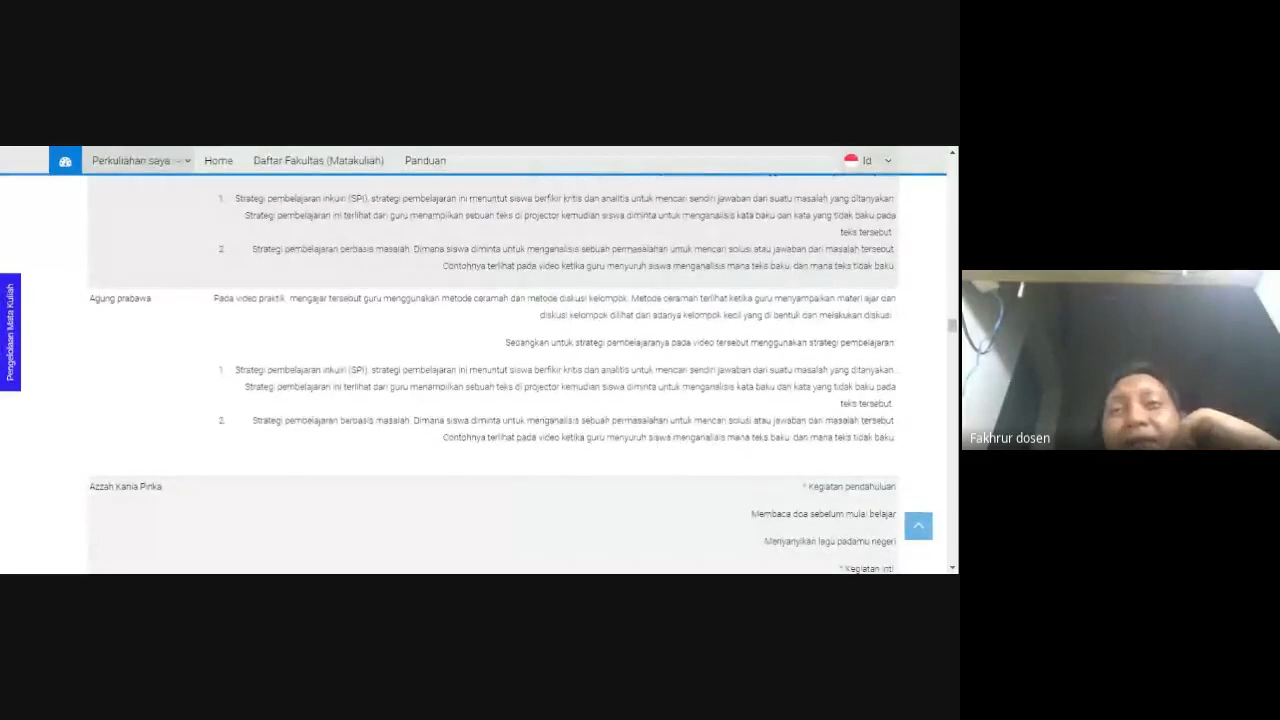 Perkuliahan saya
Home
Daftar Fakultas (Matakuliah)
Panduan
Id
1. Strategi pembelajaran inkuiri (SPI), strategi pembelajaran ini menuntut siswa berfikir kritis dan analitis untuk mencari sendiri jawaban dari suatu masalah yang ditanyakan.
Strategi pembelajaran ini terlihat dari guru menampilkan sebuah teks di projector kemudian siswa diminta untuk menganalisis kata baku dan kata yang tidak baku pada
teks tersebut.
2. Strategi pembelajaran berbasis masalah. Dimana siswa diminta untuk menganalisis sebuah permasalahan untuk mencari solusi atau jawaban dari masalah tersebut.
Contohnya terlihat pada video ketika guru menyuruh siswa menganalisis mana teks baku, dan mana teks tidak baku.
Pengelolaan Mata Kuliah
Agung prabawa
Pada video praktik mengajar tersebut guru menggunakan metode ceramah dan metode diskusi kelompok. Metode ceramah terlihat ketika guru menyampaikan materi ajar dan
diskusi kelompok dilihat dari adanya kelompok kecil yang di bentuk dan melakukan diskusi.
Sedangkan untuk strategi pembelajaranya pada video tersebut menggunakan strategi pembelajaran
1. Strategi pembelajaran inkuiri (SPI), strategi pembelajaran ini menuntut siswa berfikir kritis dan analitis untuk mencari sendiri jawaban dari suatu masalah yang ditanyakan.
Strategi pembelajaran ini terlihat dari guru menampilkan sebuah teks di projector kemudian siswa diminta untuk menganalisis kata baku dan kata yang tidak baku pada
teks tersebut.
2. Strategi pembelajaran berbasis masalah. Dimana siswa diminta untuk menganalisis sebuah permasalahan untuk mencari solusi atau jawaban dari masalah tersebut.
Contohnya terlihat pada video ketika guru menyuruh siswa menganalisis mana teks baku, dan mana teks tidak baku.
Fakhrur dosen
Azzah Kania Pinka
* Kegiatan pendahuluan
Membaca doa sebelum mulai belajar
Menyanyikan lagu padamu negeri
* Kegiatan inti